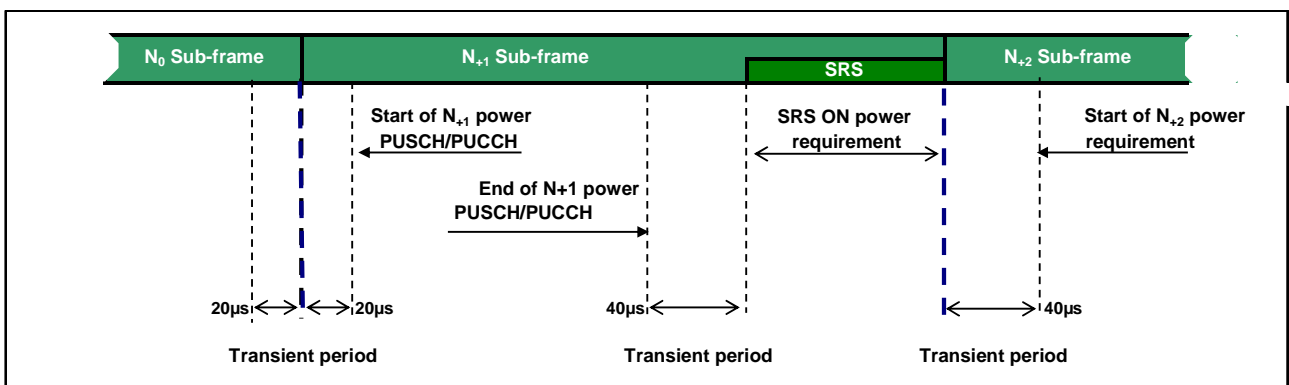 N₀ Sub-frame
N₊₁ Sub-frame
N₊₂ Sub-frame
SRS
Start of N₊₁ power
PUSCH/PUCCH
SRS ON power
requirement
Start of N₊₂ power
requirement
End of N+1 power
PUSCH/PUCCH
20µs
20µs
40µs
40µs
Transient period
Transient period
Transient period